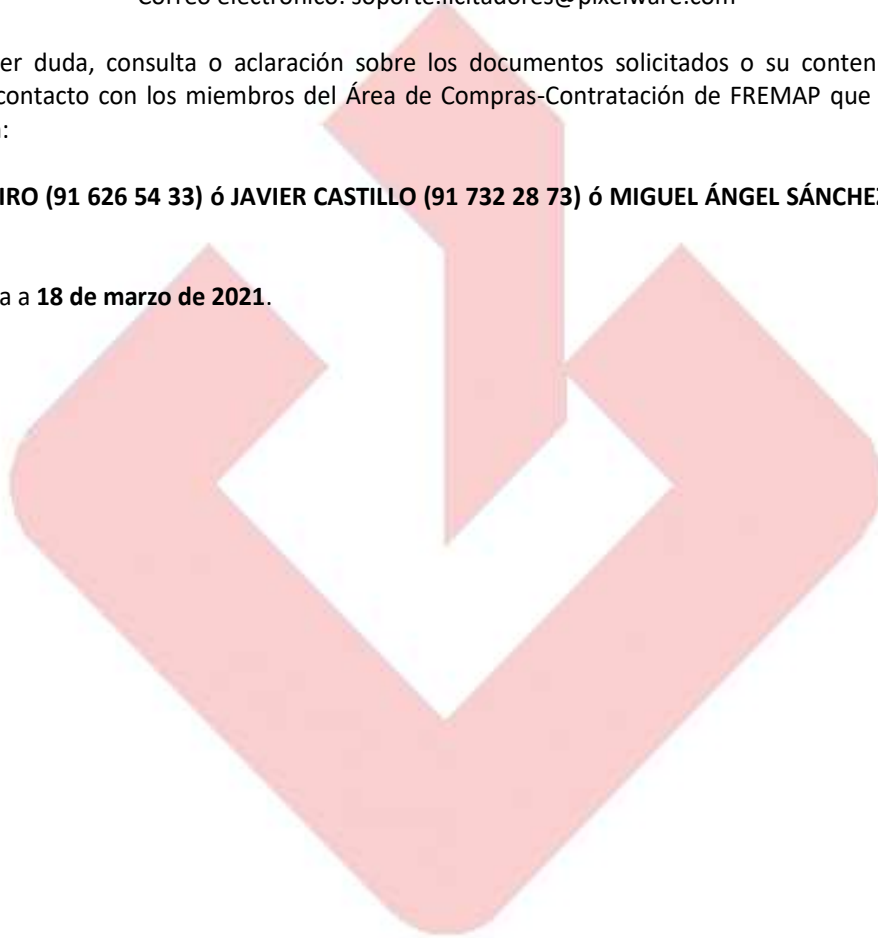 Correo electrónico: soporte.licitadores@pixelware.com
er duda, consulta o aclaración sobre los documentos solicitados o su conten
contacto con los miembros del Área de Compras-Contratación de FREMAP que
:
IRO (91 626 54 33) ó JAVIER CASTILLO (91 732 28 73) ó MIGUEL ÁNGEL SÁNCHEZ
a a 18 de marzo de 2021.